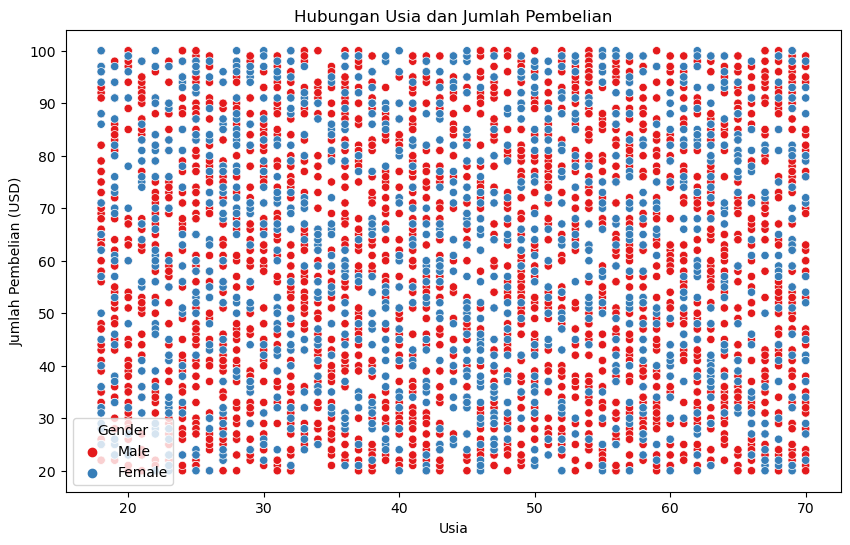 Hubungan Usia dan Jumlah Pembelian
Jumlah Pembelian (USD)
100
90
80
70
60
50
40
30
20
Gender
Male
Female
20 30 40 50 60 70
Usia